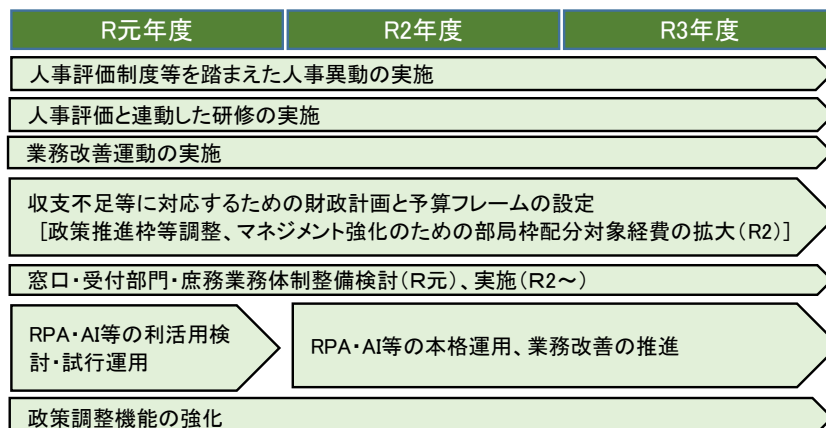 R元年度 R2年度 R3年度
人事評価制度等を踏まえた人事異動の実施
人事評価と連動した研修の実施
業務改善運動の実施
収支不足等に対応するための財政計画と予算フレームの設定
[政策推進枠等調整、マネジメント強化のための部局枠配分対象経費の拡大(R2)]
窓口・受付部門・庶務業務体制整備検討(R元)、実施(R2～)
RPA・AI等の利活用検
討・試行運用
RPA・AI等の本格運用、業務改善の推進
政策調整機能の強化